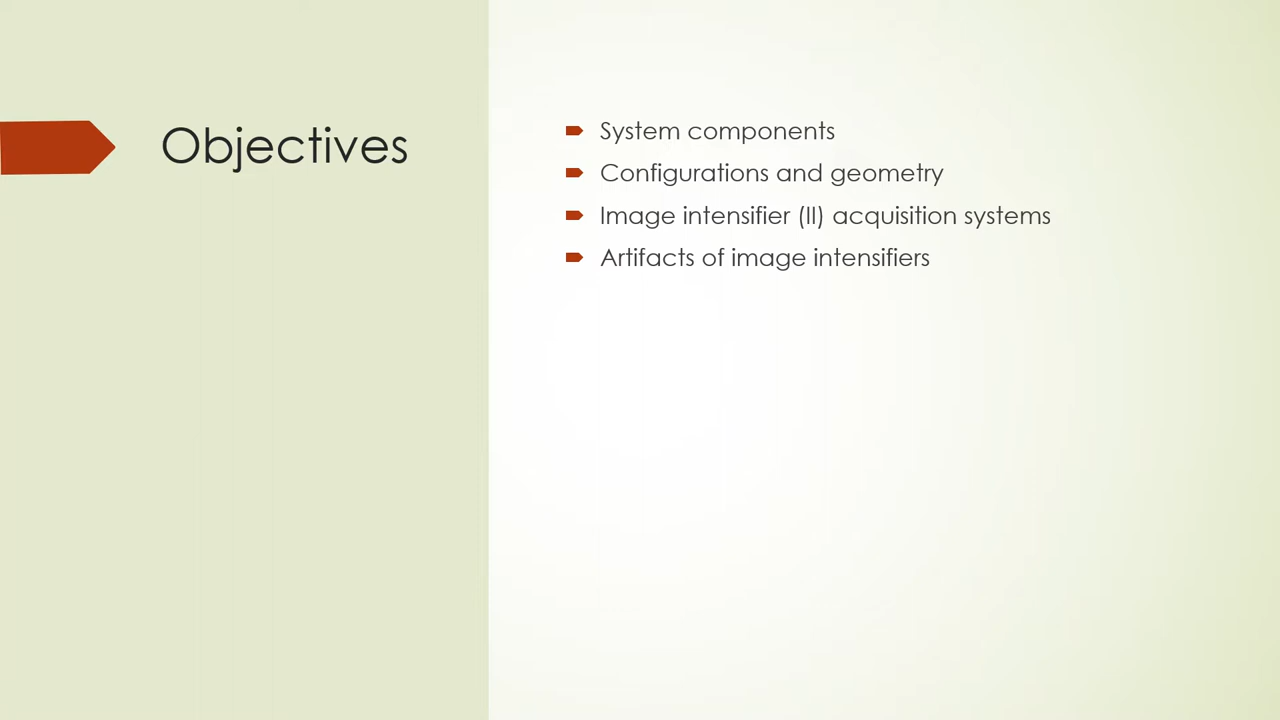 Objectives
System components
Configurations and geometry
Image intensifier (II) acquisition systems
Artifacts of image intensifiers